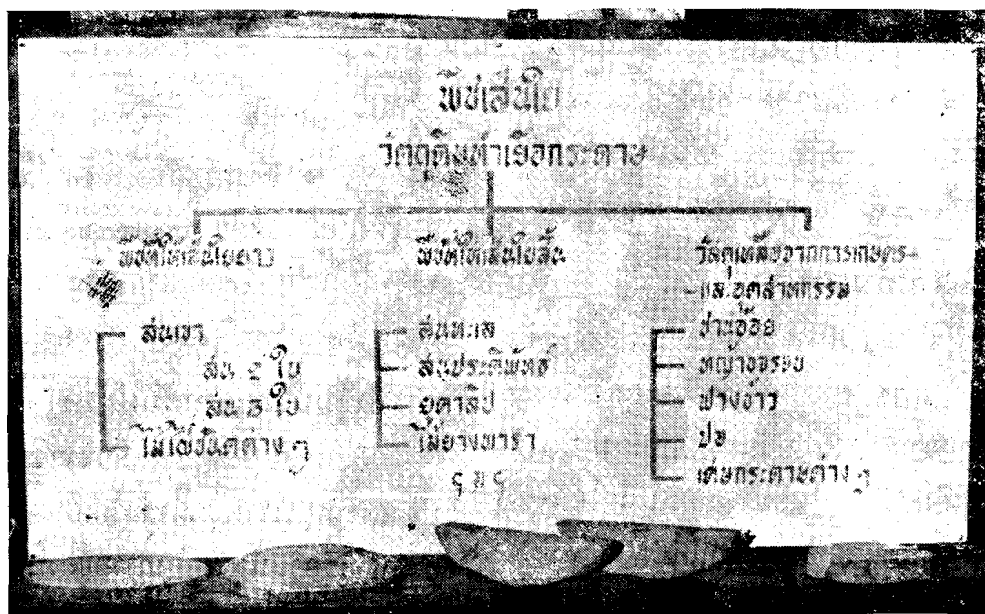 พืชเส้นใย
วัตถุดิบทำเยื่อกระดาษ
พืชที่ให้เส้นใยยาว
สนเขา
สน ๒ ใบ
สน ๓ ใบ
ไม้ไผ่ชนิดต่าง ๆ
พืชที่ให้เส้นใยสั้น
สนทะเล
สนประดิพัทธ์
ยูคาลิป
ไม้ยางพารา
ฯ ล ฯ
วัสดุเหลือจากการเกษตร-
และอุตสาหกรรม
ชานอ้อย
หญ้าขจรจบ
ฟางข้าว
ปอ
เศษกระดาษต่าง ๆ